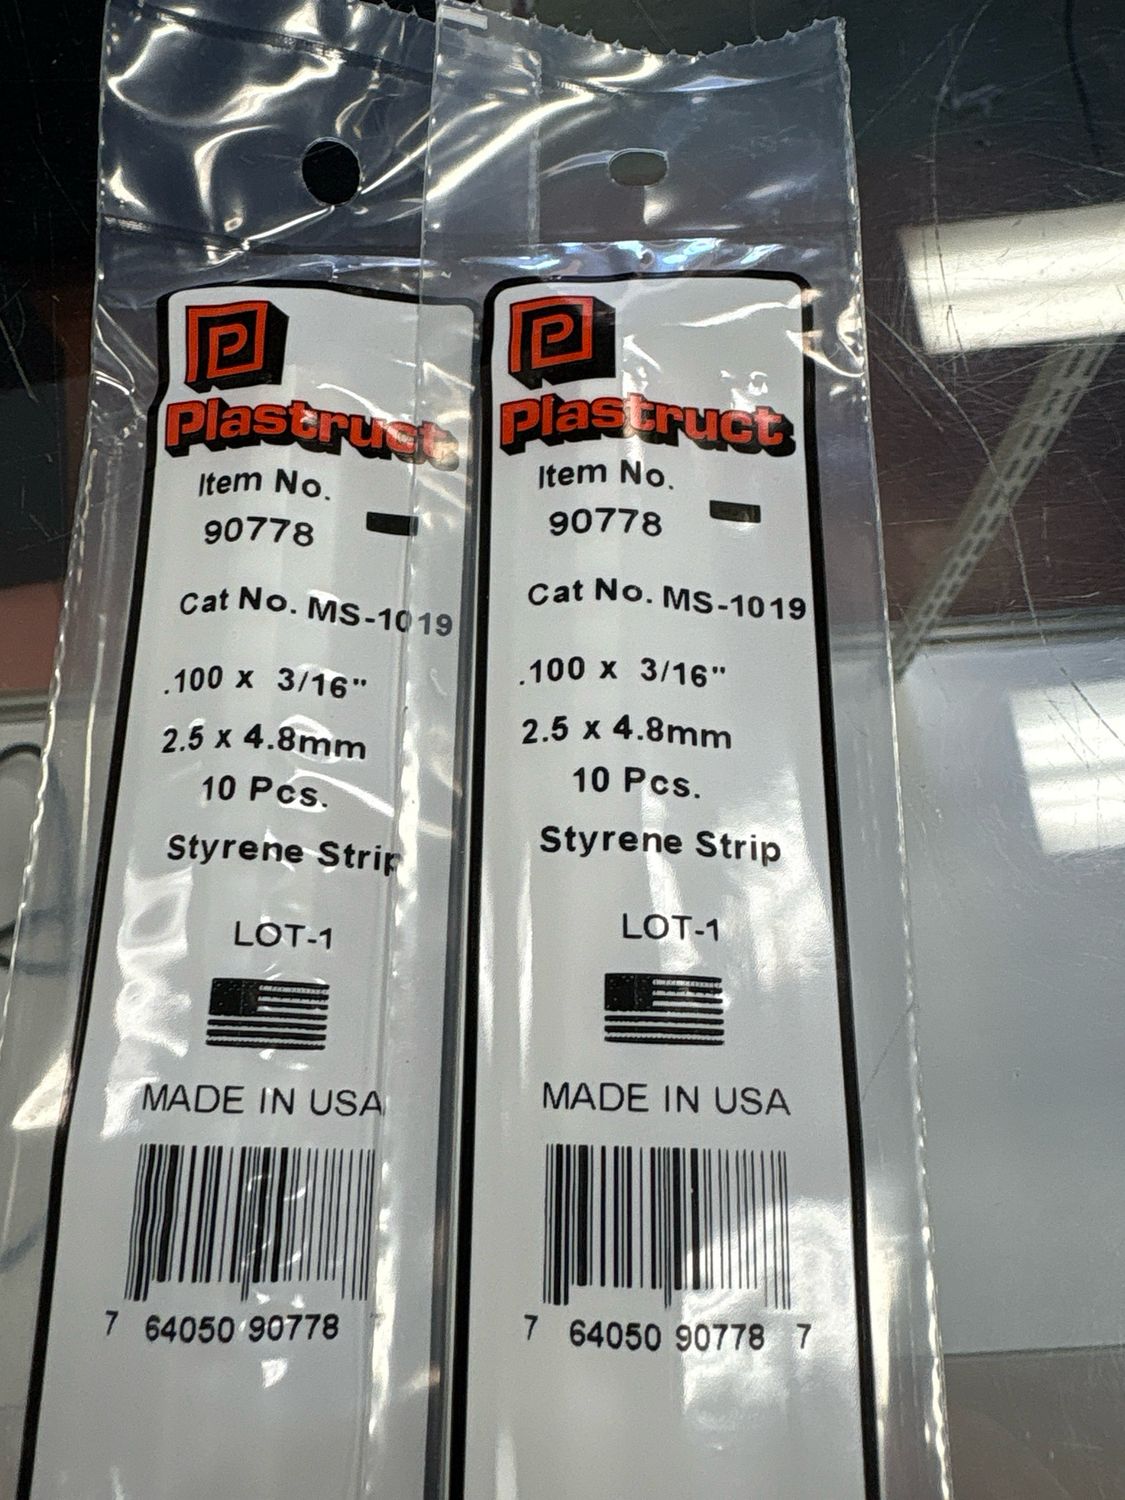 Plastruct
Item No.
90778
Cat No. MS-1019
.100 x 3/16"
2.5 x 4.8mm
10 Pcs.
Styrene Strip
LOT-1
MADE IN USA
7 64050 90778 7
Plastruct
Item No.
90778
Cat No. MS-1019
.100 x 3/16"
2.5 x 4.8mm
10 Pcs.
Styrene Strip
LOT-1
MADE IN USA
7 64050 90778 7